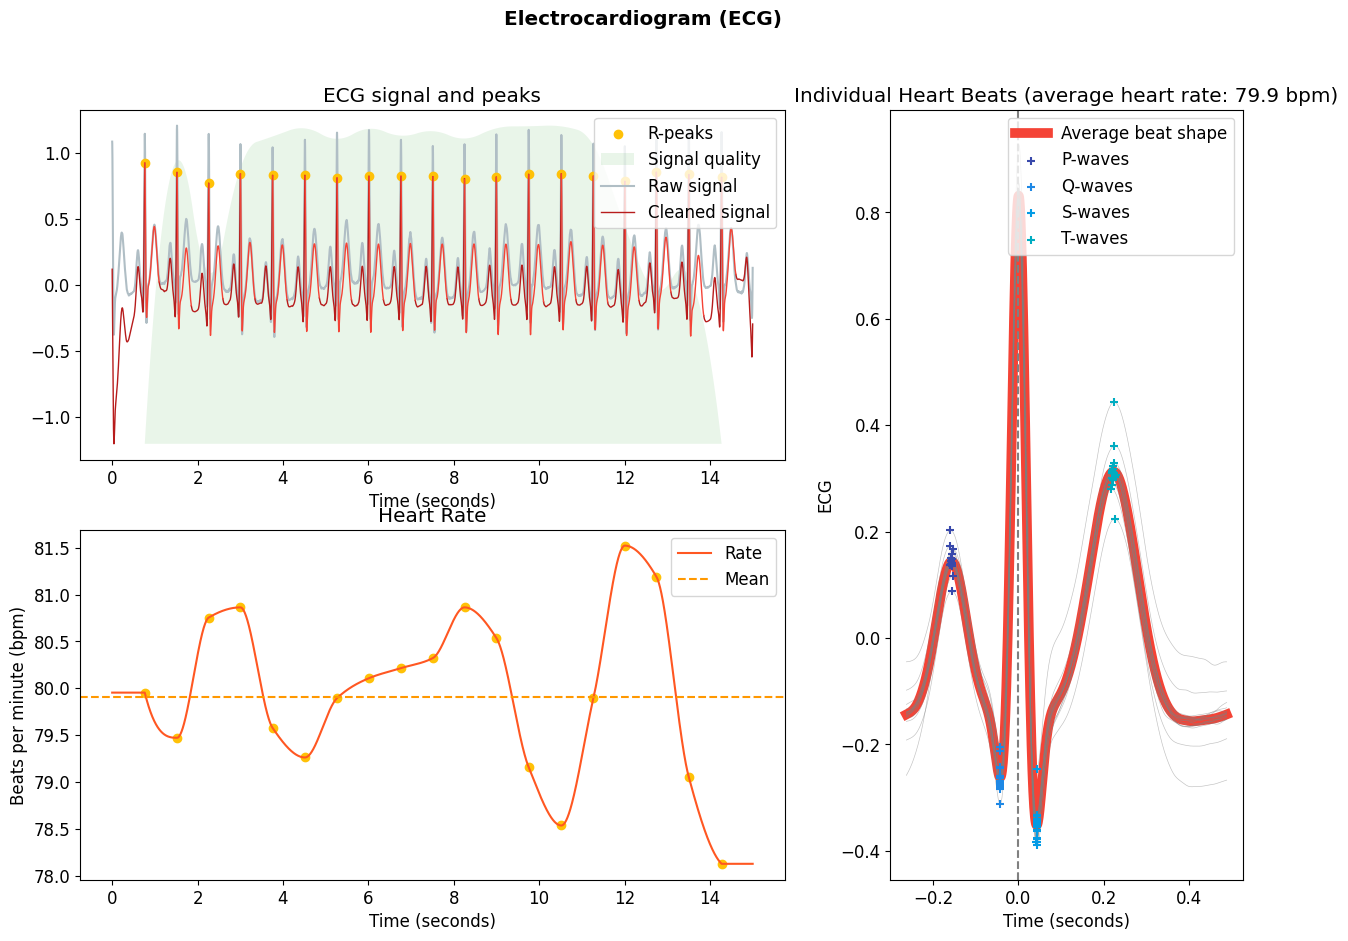 Electrocardiogram (ECG)
ECG signal and peaks
R-peaks
Signal quality
Raw signal
Cleaned signal
1.0
0.5
0.0
−0.5
−1.0
0 2 4 6 8 10 12 14
Time (seconds)
Heart Rate
Rate
Mean
Beats per minute (bpm)
81.5
81.0
80.5
80.0
79.5
79.0
78.5
78.0
0 2 4 6 8 10 12 14
Time (seconds)
Individual Heart Beats (average heart rate: 79.9 bpm)
Average beat shape
P-waves
Q-waves
S-waves
T-waves
ECG
0.8
0.6
0.4
0.2
0.0
−0.2
−0.4
−0.2 0.0 0.2 0.4
Time (seconds)